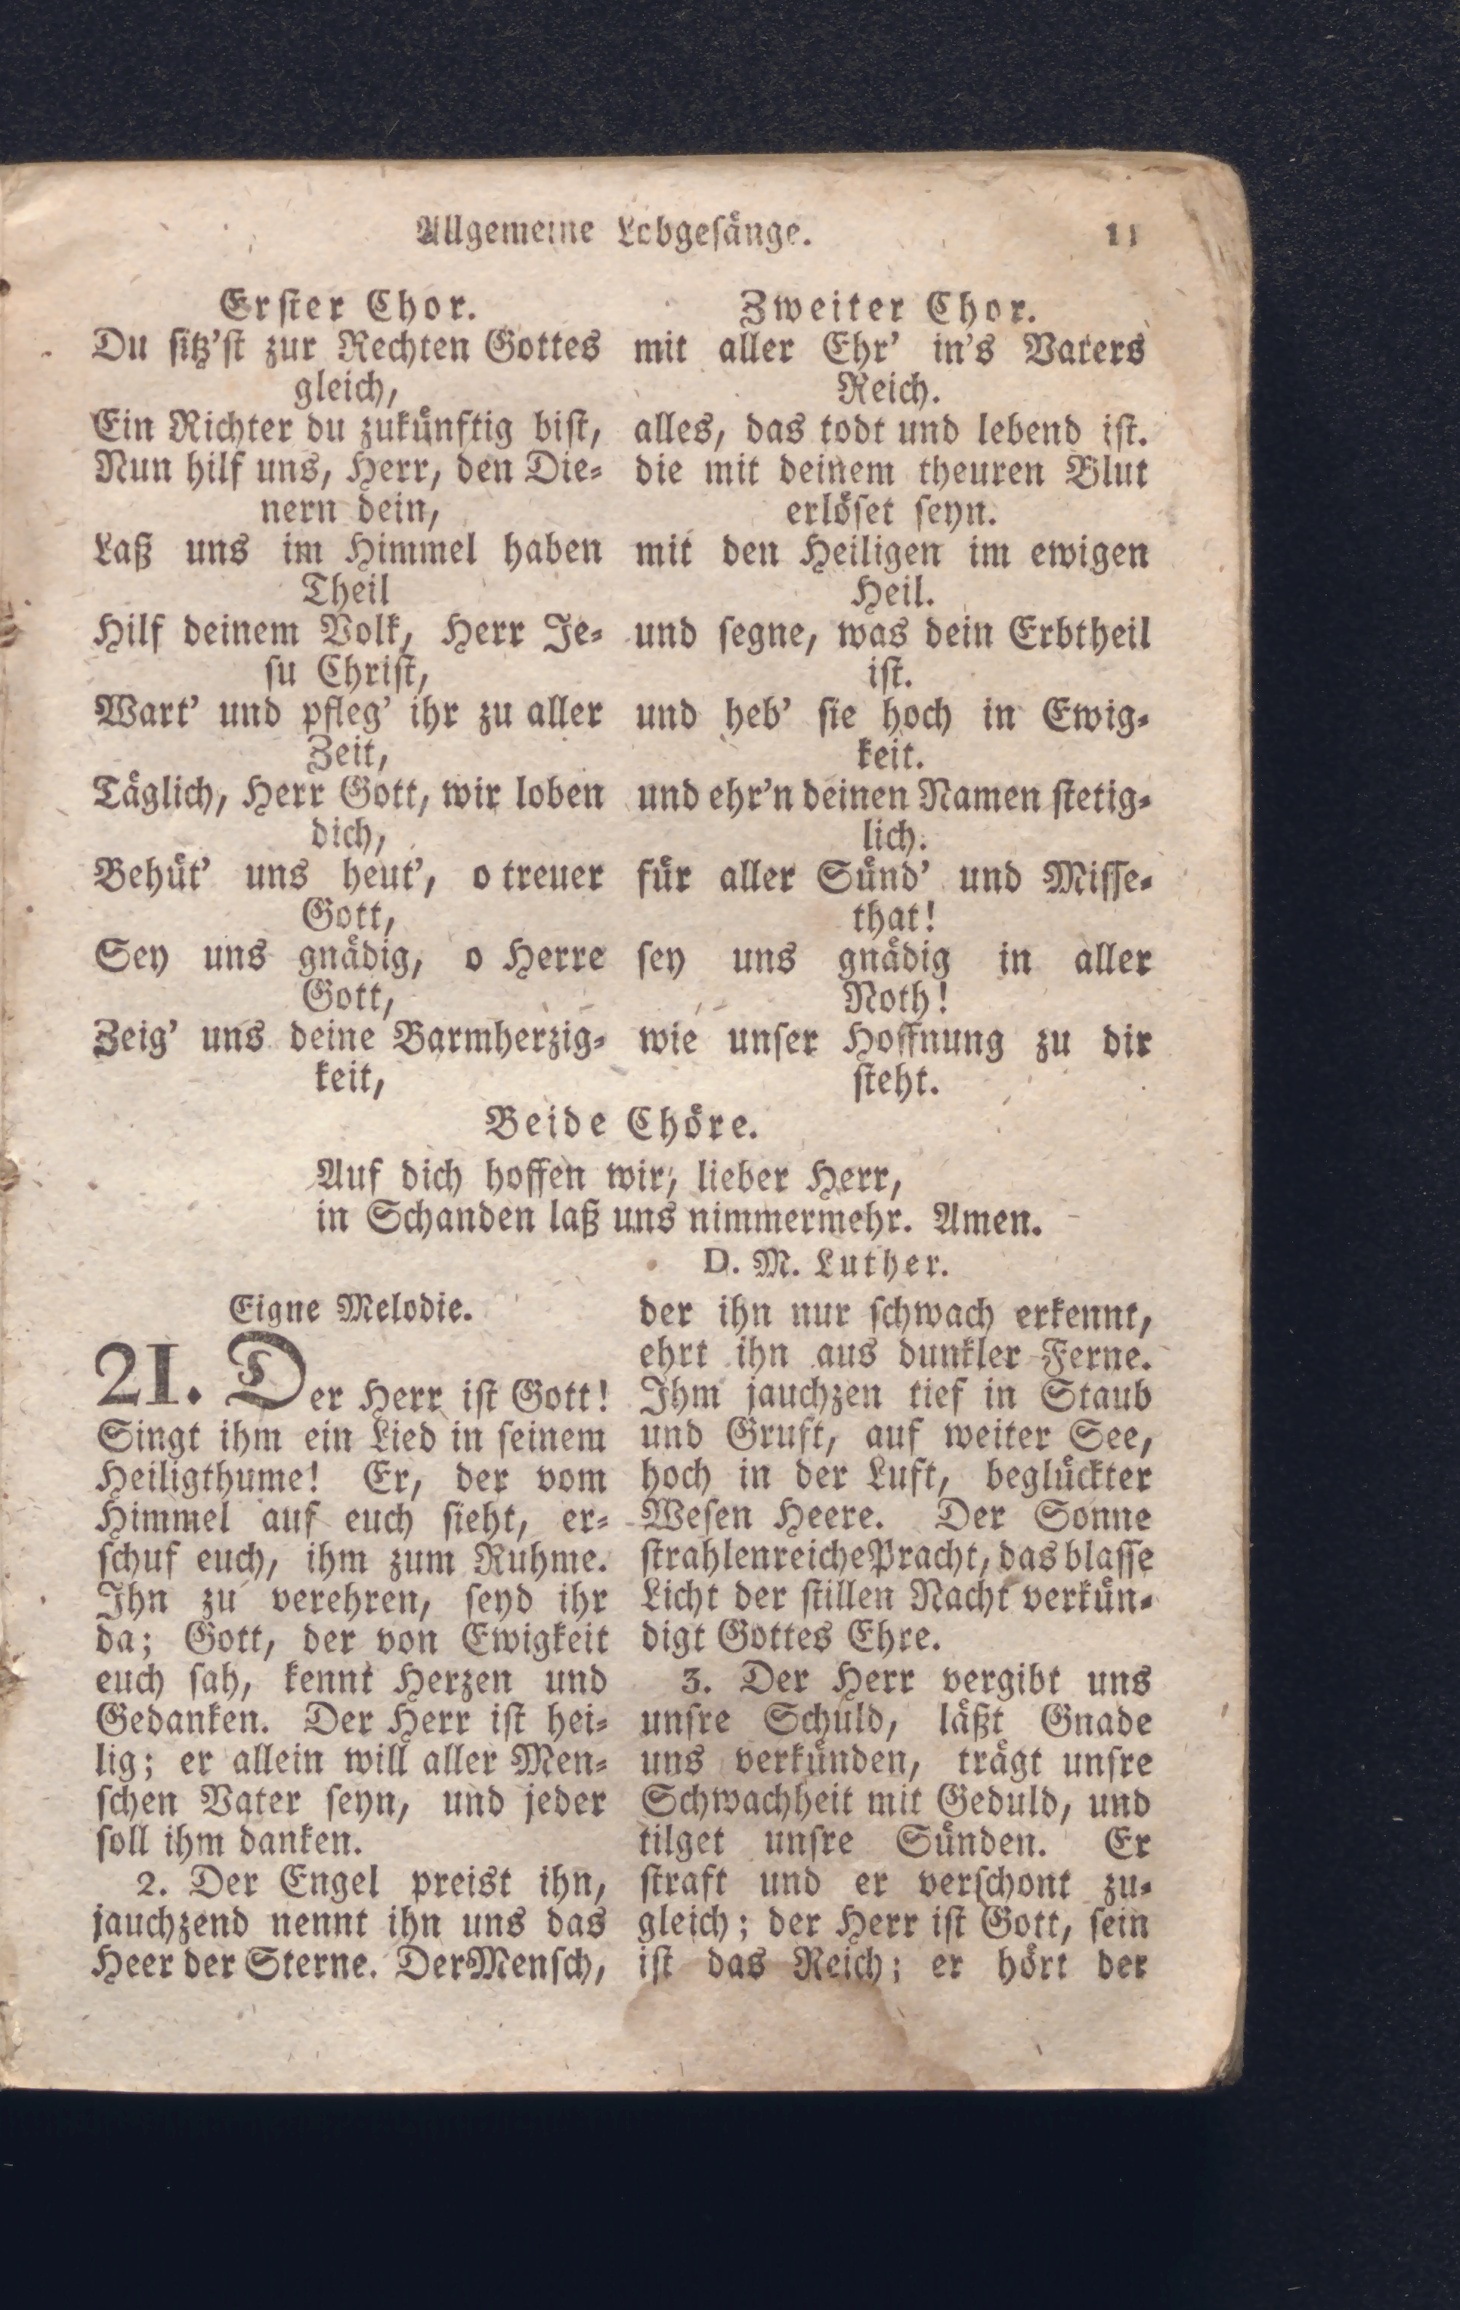 Allgemeine Lobgesänge.
11
Erster Chor.
Du sitz'st zur Rechten Gottes
gleich,
Ein Richter du zukünftig bist,
Nun hilf uns, Herr, den Die-
nern dein,
Laß uns im Himmel haben
Theil
Hilf deinem Volk, Herr Je-
su Christ,
Wart' und pfleg' ihr zu aller
Zeit,
Täglich, Herr Gott, wir loben
dich,
Behüt' uns heut', o treuer
Gott,
Sey uns gnädig, o Herre
Gott,
Zeig' uns deine Barmherzig-
keit,
Zweiter Chor.
mit aller Ehr' in's Vaters
Reich.
alles, das todt und lebend ist.
die mit deinem theuren Blut
erlöset seyn.
mit den Heiligen im ewigen
Heil.
und segne, was dein Erbtheil
ist.
und heb' sie hoch in Ewig-
keit.
und ehr'n deinen Namen stetig-
lich.
für aller Sünd' und Misse-
that!
sey uns gnädig in aller
Noth!
wie unser Hoffnung zu dir
steht.
Beide Chöre.
Auf dich hoffen wir, lieber Herr,
in Schanden laß uns nimmermehr. Amen.
D. M. Luther.
Eigne Melodie.
21. Der Herr ist Gott!
Singt ihm ein Lied in seinem
Heiligthume! Er, der vom
Himmel auf euch sieht, er-
schuf euch, ihm zum Ruhme.
Ihn zu verehren, seyd ihr
da; Gott, der von Ewigkeit
euch sah, kennt Herzen und
Gedanken. Der Herr ist hei-
lig; er allein will aller Men-
schen Vater seyn, und jeder
soll ihm danken.
2. Der Engel preist ihn,
jauchzend nennt ihn uns das
Heer der Sterne. Der Mensch,
der ihn nur schwach erkennt,
ehrt ihn aus dunkler Ferne.
Ihm jauchzen tief in Staub
und Gruft, auf weiter See,
hoch in der Luft, beglückter
Wesen Heere. Der Sonne
strahlenreiche Pracht, das blasse
Licht der stillen Nacht verkün-
digt Gottes Ehre.
3. Der Herr vergibt uns
unsre Schuld, läßt Gnade
uns verkünden, trägt unsre
Schwachheit mit Geduld, und
tilget unsre Sünden. Er
straft und er verschont zu-
gleich; der Herr ist Gott, sein
ist das Reich; er hört der